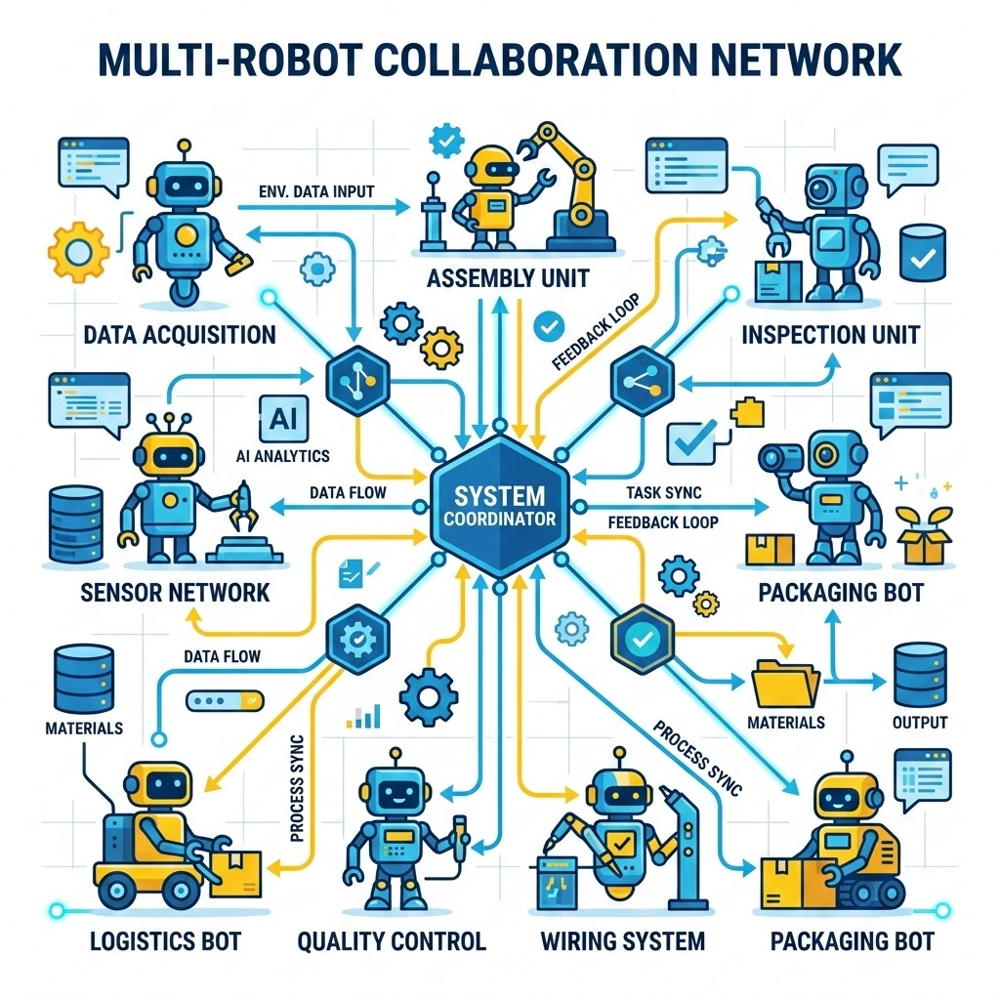 MULTI-ROBOT COLLABORATION NETWORK
ENV. DATA INPUT
ASSEMBLY UNIT
DATA ACQUISITION
INSPECTION UNIT
FEEDBACK LOOP
AI
AI ANALYTICS
SYSTEM
COORDINATOR
DATA FLOW
TASK SYNC
FEEDBACK LOOP
SENSOR NETWORK
PACKAGING BOT
DATA FLOW
MATERIALS
MATERIALS
OUTPUT
PROCESS SYNC
PROCESS SYNC
LOGISTICS BOT
QUALITY CONTROL
WIRING SYSTEM
PACKAGING BOT